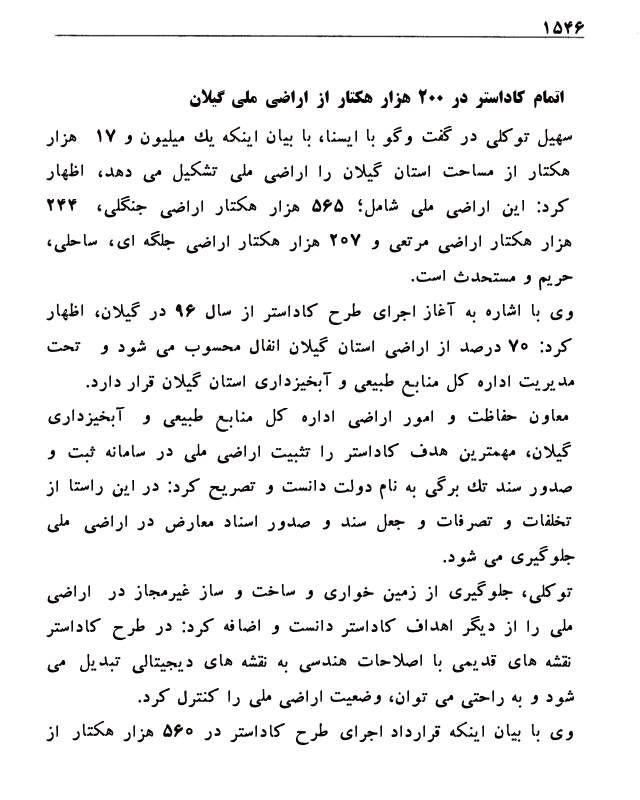 ۱۵۴۶
اتمام کاداستر در ۲۰۰ هزار هکتار از اراضی ملی گیلان
سهیل توکلی در گفت وگو با ایسنا، با بیان اینکه یك میلیون و ۱۷ هزار
هکتار از مساحت استان گیلان را اراضی ملی تشکیل می دهد، اظهار
کرد: این اراضی ملی شامل؛ ۵۶۵ هزار هکتار اراضی جنگلی، ۲۴۴
هزار هکتار اراضی مرتعی و ۲۰۷ هزار هکتار اراضی جلگه ای، ساحلی،
حریم و مستحدث است.
وی با اشاره به آغاز اجرای طرح کاداستر از سال ۹۶ در گیلان، اظهار
کرد: ۷۰ درصد از اراضی استان گیلان انفال محسوب می شود و تحت
مدیریت اداره کل منابع طبیعی و آبخیزداری استان گیلان قرار دارد.
معاون حفاظت و امور اراضی اداره کل منابع طبیعی و آبخیزداری
گیلان، مهمترین هدف کاداستر را تثبیت اراضی ملی در سامانه ثبت و
صدور سند تك برگی به نام دولت دانست و تصریح کرد: در این راستا از
تخلفات و تصرفات و جعل سند و صدور اسناد معارض در اراضی ملی
جلوگیری می شود.
توکلی، جلوگیری از زمین خواری و ساخت و ساز غیرمجاز در اراضی
ملی را از دیگر اهداف کاداستر دانست و اضافه کرد: در طرح کاداستر
نقشه های قدیمی با اصلاحات هندسی به نقشه های دیجیتالی تبدیل می
شود و به راحتی می توان، وضعیت اراضی ملی را کنترل کرد.
وی با بیان اینکه قرارداد اجرای طرح کاداستر در ۵۶۰ هزار هکتار از